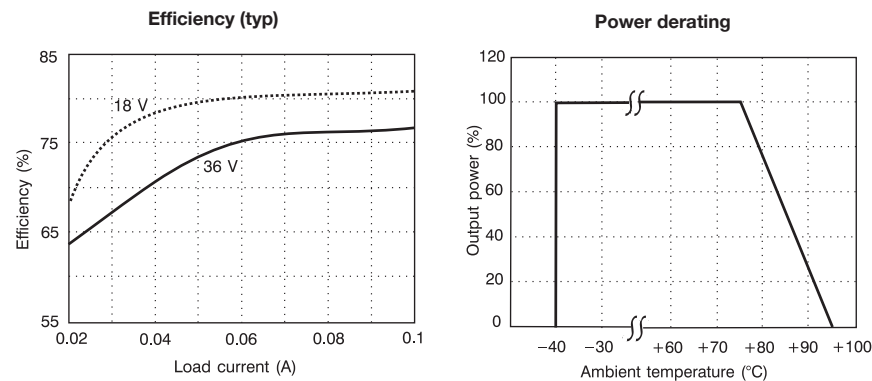 Efficiency (typ)
85
75
65
55
Efficiency (%)
18 V
36 V
0.02 0.04 0.06 0.08 0.1
Load current (A)
Power derating
120
100
80
60
40
20
0
Output power (%)
−40 −30 +60 +70 +80 +90 +100
Ambient temperature (°C)